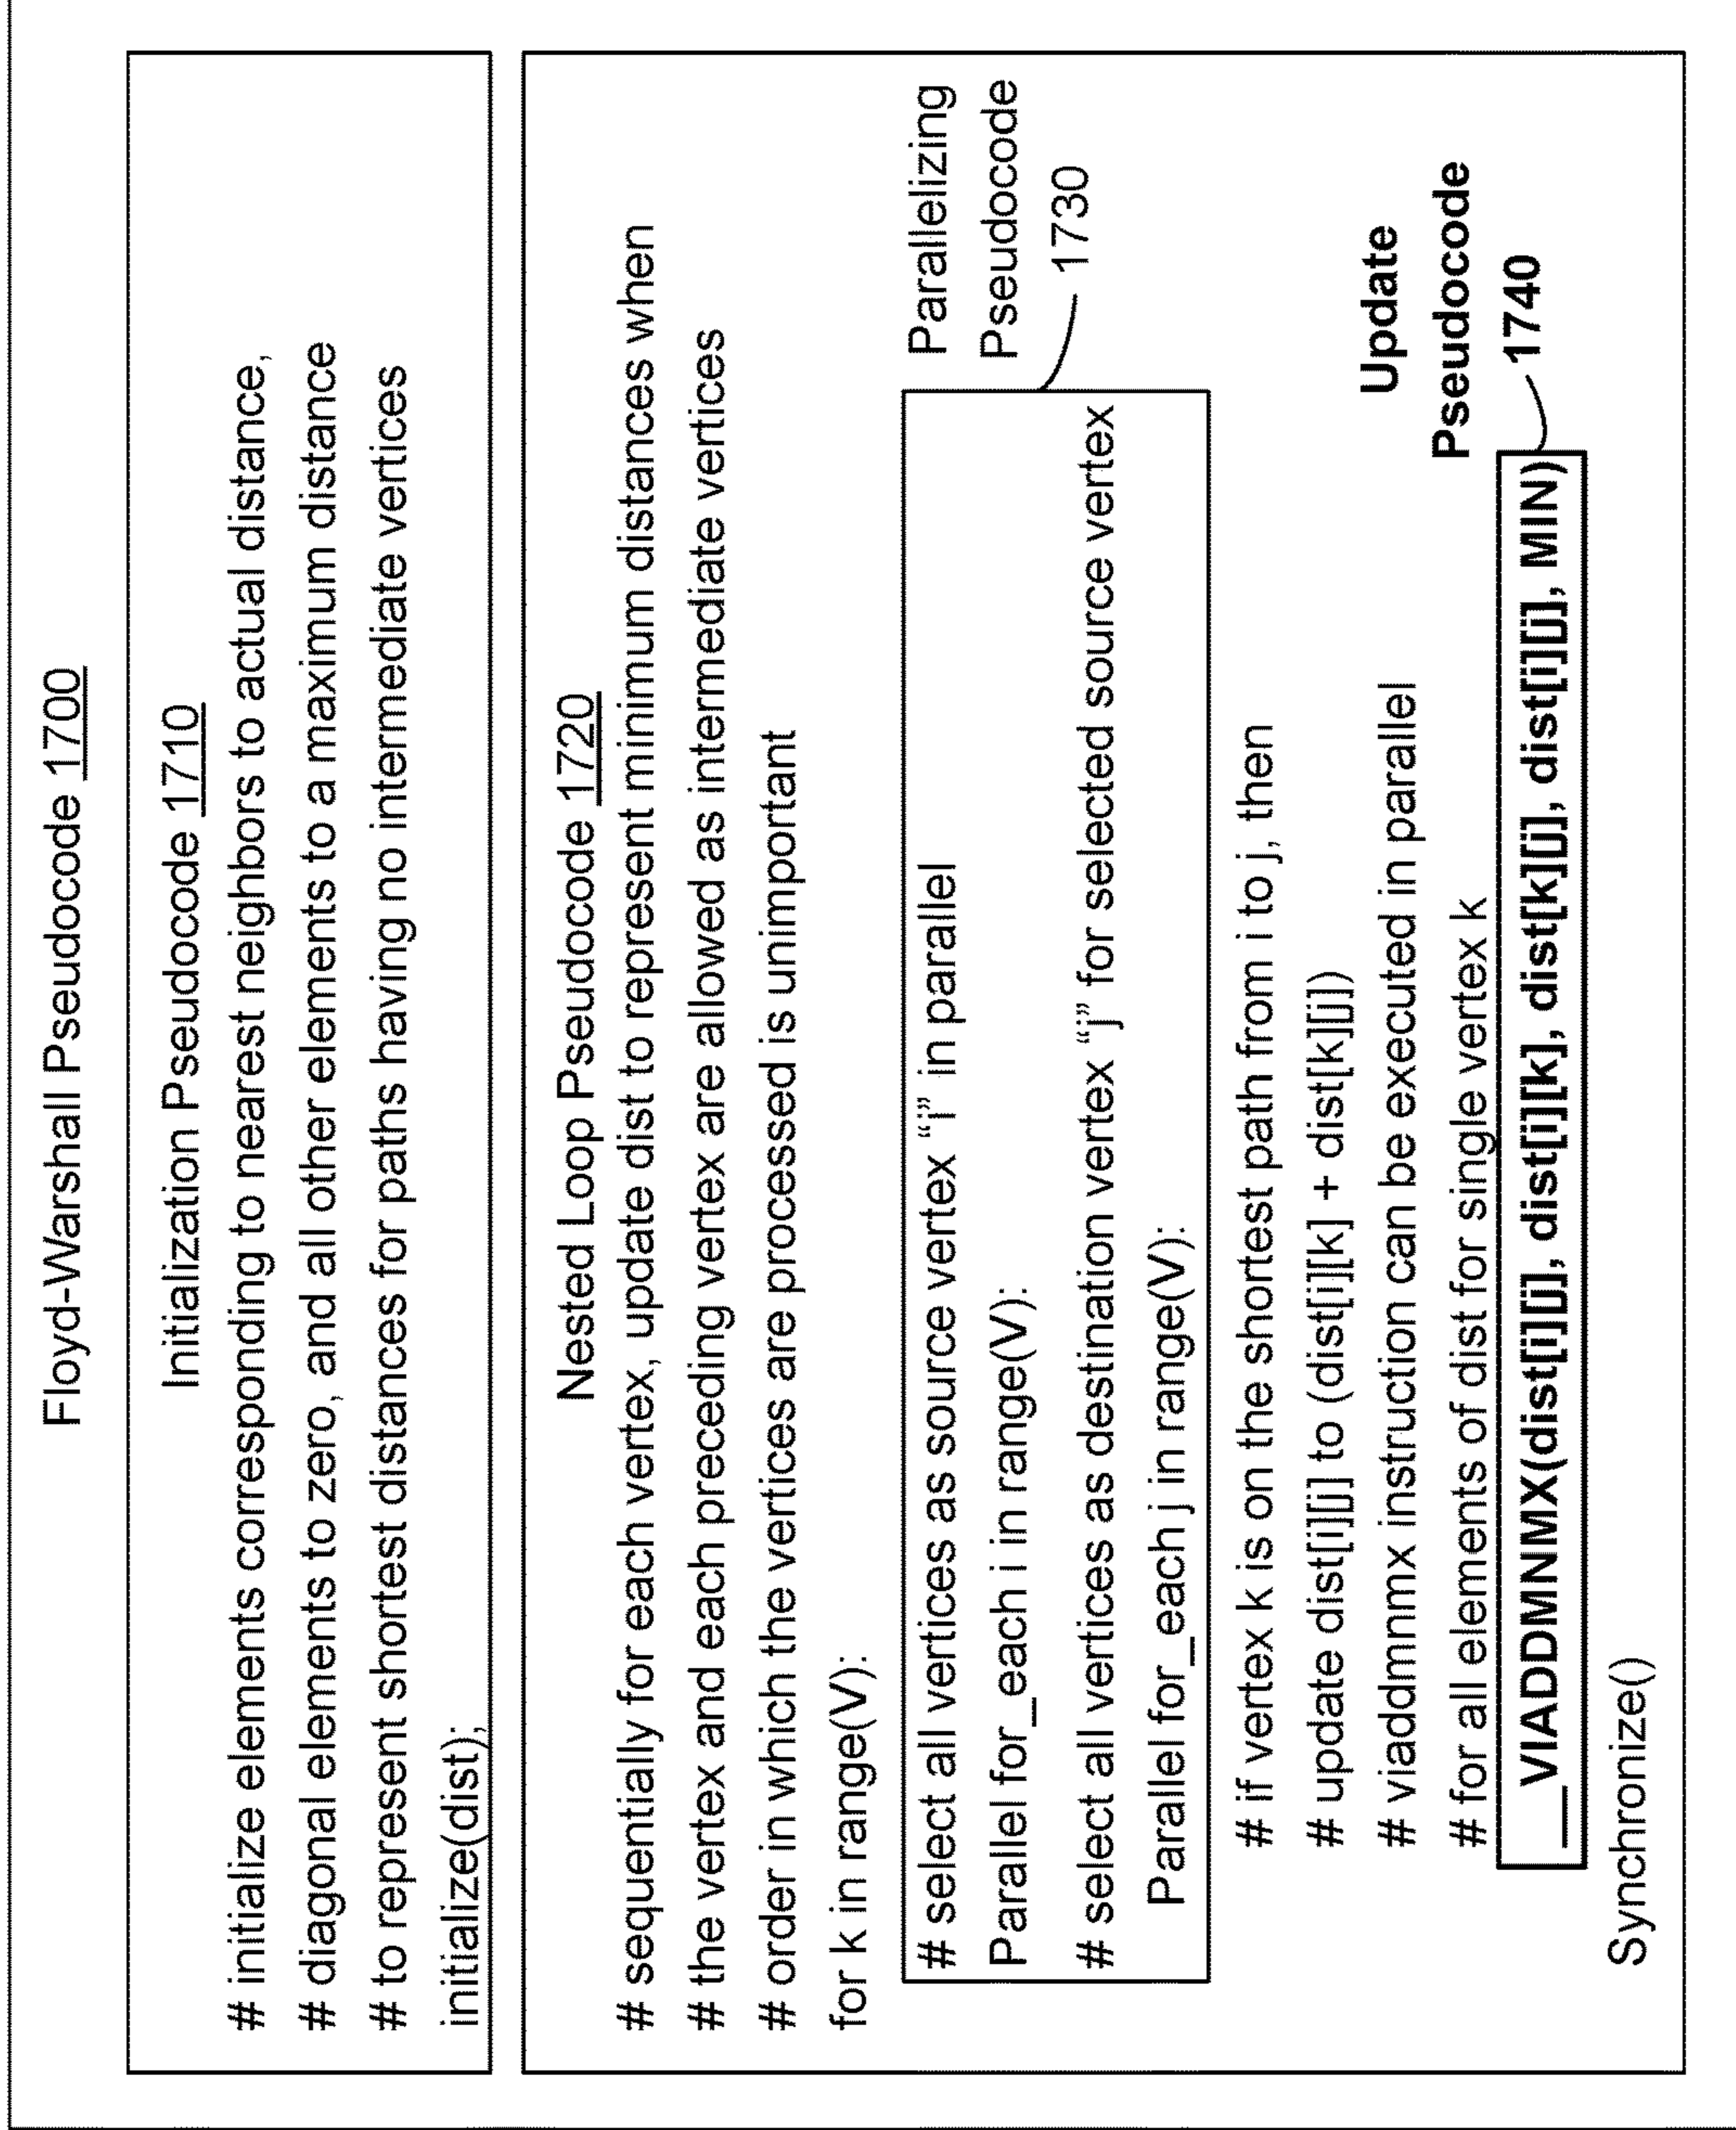 Floyd-Warshall Pseudocode 1700
Initialization Pseudocode 1710
# initialize elements corresponding to nearest neighbors to actual distance,
# diagonal elements to zero, and all other elements to a maximum distance
# to represent shortest distances for paths having no intermediate vertices
initialize(dist);
Nested Loop Pseudocode 1720
# sequentially for each vertex, update dist to represent minimum distances when
# the vertex and each preceding vertex are allowed as intermediate vertices
# order in which the vertices are processed is unimportant
for k in range(V):
Parallelizing
Pseudocode
1730
# select all vertices as source vertex “i” in parallel
Parallel for_each i in range(V):
# select all vertices as destination vertex “j” for selected source vertex
Parallel for_each j in range(V):
# if vertex k is on the shortest path from i to j, then
# update dist[i][j] to (dist[i][k] + dist[k][j])
# viaddmnmx instruction can be executed in parallel
# for all elements of dist for single vertex k
Update
Pseudocode
1740
__VIADDMNMX(dist[i][j], dist[i][k], dist[k][j], dist[i][j], MIN)
Synchronize()